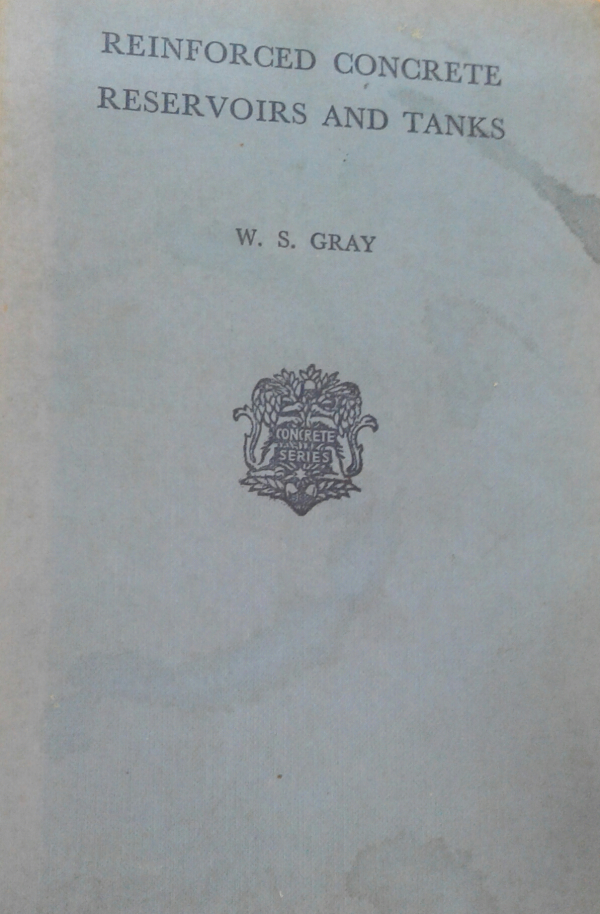 REINFORCED CONCRETE
RESERVOIRS AND TANKS
W. S. GRAY
CONCRETE
SERIES